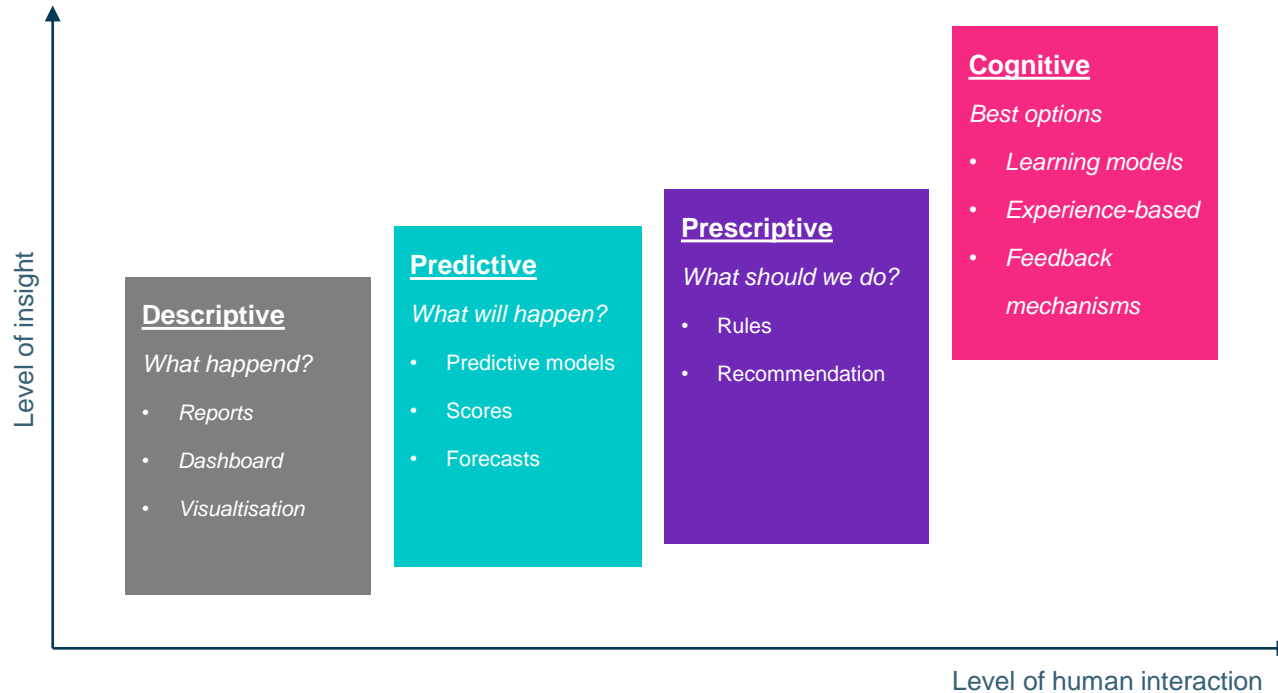 Level of insight
Descriptive
What happend?
• Reports
• Dashboard
• Visualtisation
Predictive
What will happen?
• Predictive models
• Scores
• Forecasts
Prescriptive
What should we do?
• Rules
• Recommendation
Cognitive
Best options
• Learning models
• Experience-based
• Feedback
mechanisms
Level of human interaction